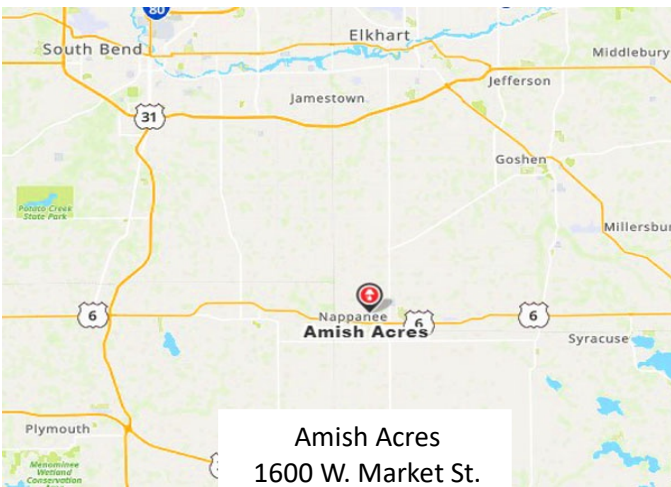 80
South Bend
Elkhart
Middlebury
Jefferson
Jamestown
31
Goshen
Potato Creek
State Park
Millersbu
6
Nappanee
6
6
Amish Acres
Syracuse
Plymouth
Amish Acres
1600 W. Market St.
Menominee
Wetland
Conservation